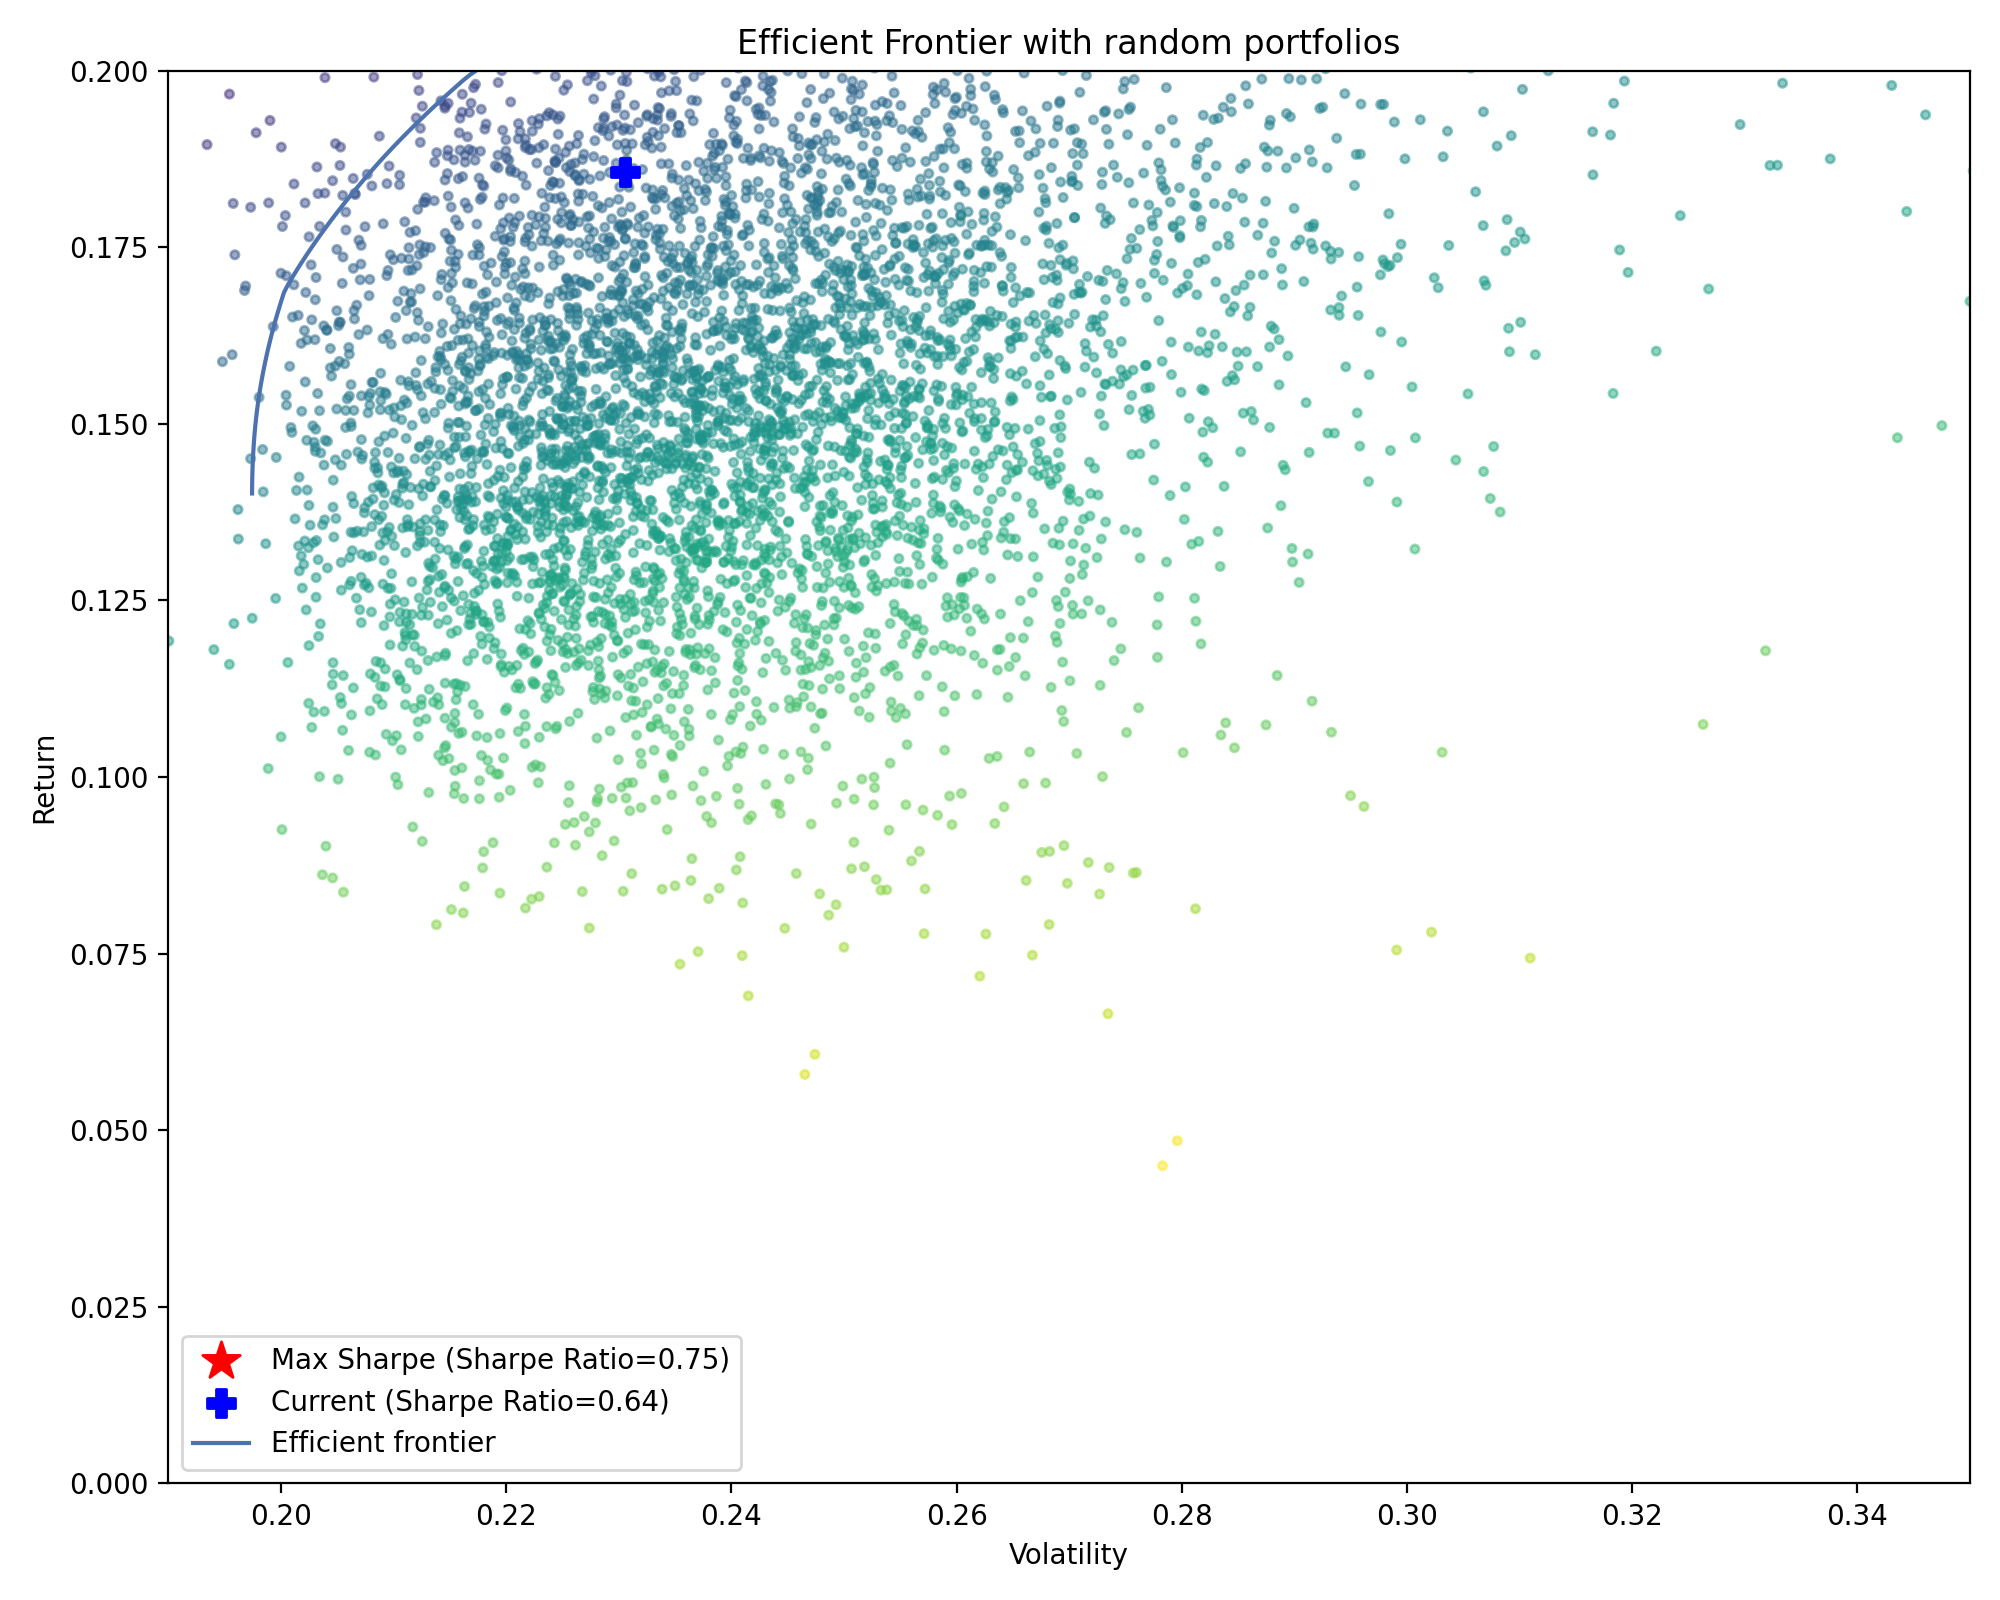 Efficient Frontier with random portfolios
0.200
0.175
0.150
0.125
0.100
0.075
0.050
0.025
0.000
Return
Max Sharpe (Sharpe Ratio=0.75)
Current (Sharpe Ratio=0.64)
Efficient frontier
0.20 0.22 0.24 0.26 0.28 0.30 0.32 0.34
Volatility